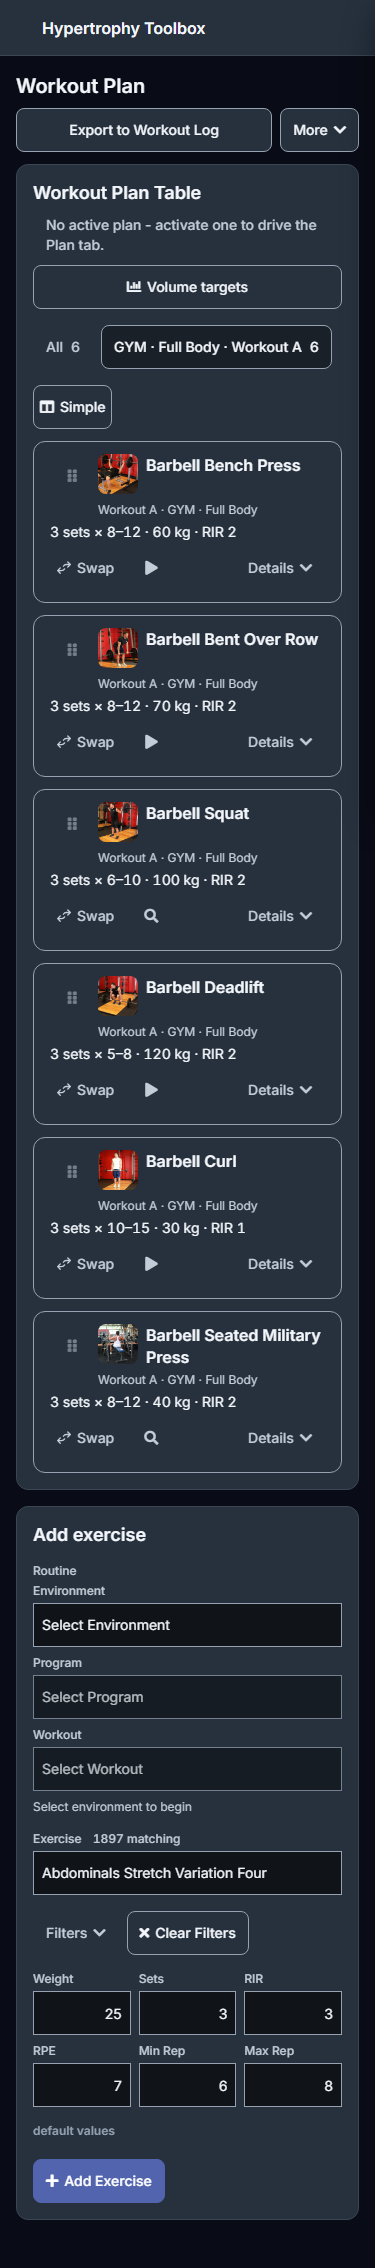 Hypertrophy Toolbox
Workout Plan
Export to Workout Log
More
Workout Plan Table
No active plan - activate one to drive the
Plan tab.
Volume targets
All 6
GYM · Full Body · Workout A 6
Simple
Barbell Bench Press
Workout A · GYM · Full Body
3 sets × 8–12 · 60 kg · RIR 2
Swap
Details
Barbell Bent Over Row
Workout A · GYM · Full Body
3 sets × 8–12 · 70 kg · RIR 2
Swap
Details
Barbell Squat
Workout A · GYM · Full Body
3 sets × 6–10 · 100 kg · RIR 2
Swap
Details
Barbell Deadlift
Workout A · GYM · Full Body
3 sets × 5–8 · 120 kg · RIR 2
Swap
Details
Barbell Curl
Workout A · GYM · Full Body
3 sets × 10–15 · 30 kg · RIR 1
Swap
Details
Barbell Seated Military
Press
Workout A · GYM · Full Body
3 sets × 8–12 · 40 kg · RIR 2
Swap
Details
Add exercise
Routine
Environment
Select Environment
Program
Select Program
Workout
Select Workout
Select environment to begin
Exercise 1897 matching
Abdominals Stretch Variation Four
Filters
Clear Filters
Weight Sets RIR
25 3 3
RPE Min Rep Max Rep
7 6 8
default values
Add Exercise